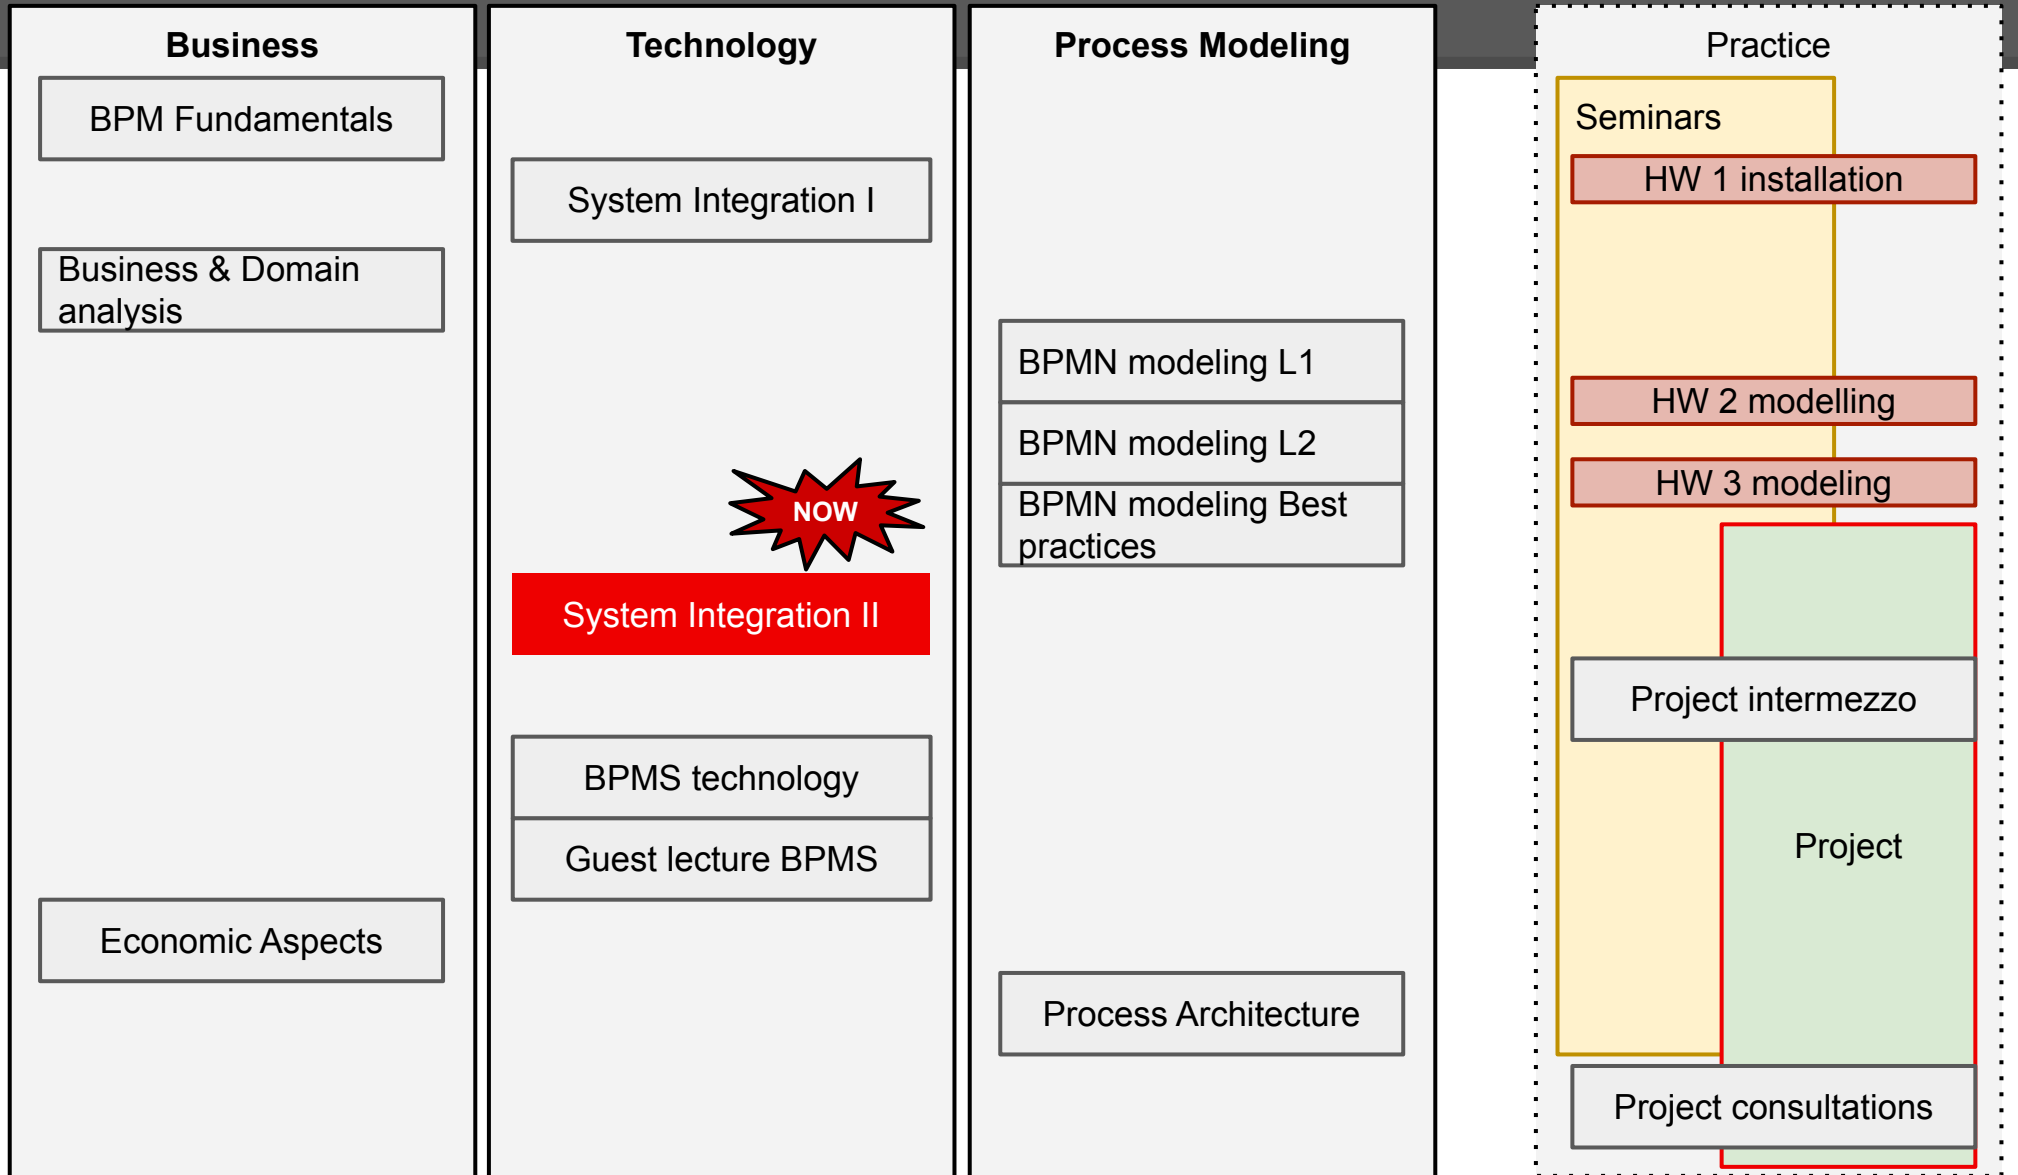 Business
BPM Fundamentals
Business & Domain
analysis
Economic Aspects
Technology
System Integration I
NOW
System Integration II
BPMS technology
Guest lecture BPMS
Process Modeling
BPMN modeling L1
BPMN modeling L2
BPMN modeling Best
practices
Process Architecture
Practice
Seminars
HW 1 installation
HW 2 modelling
HW 3 modeling
Project intermezzo
Project
Project consultations